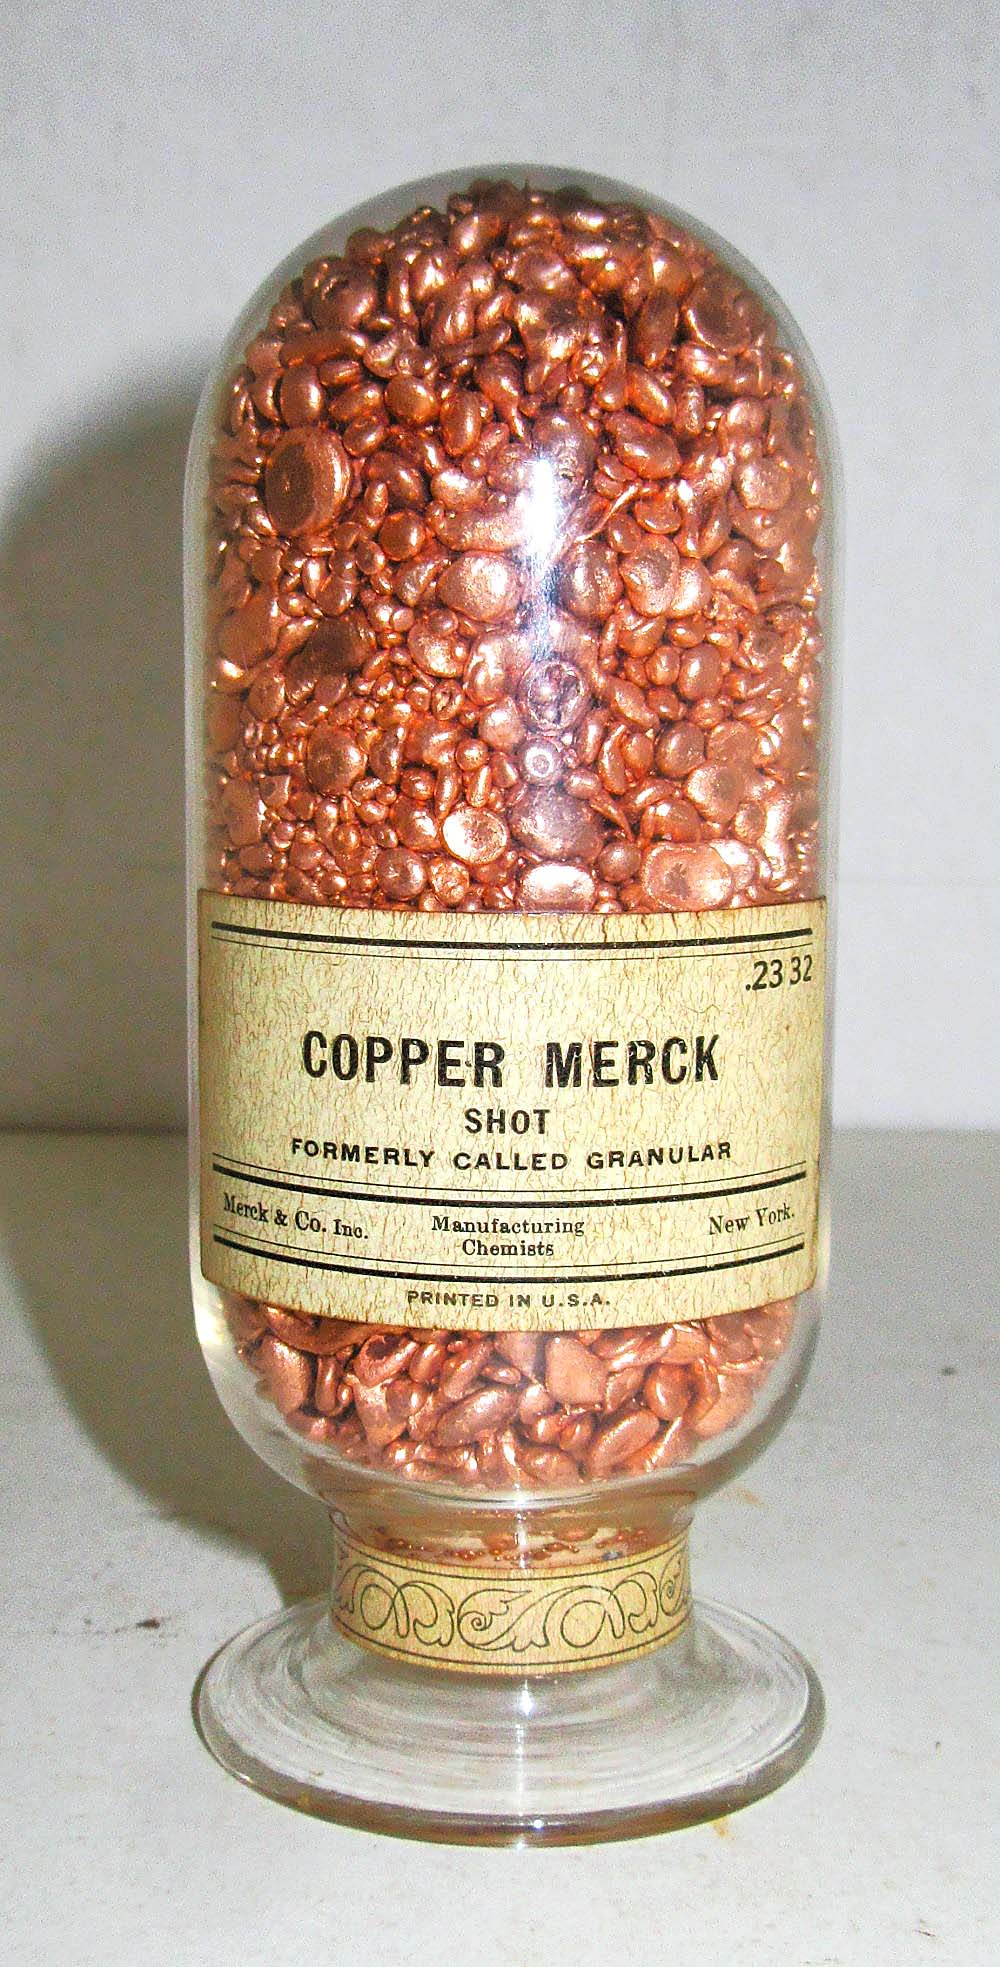 .23 32
COPPER MERCK
SHOT
FORMERLY CALLED GRANULAR
Merck & Co. Inc. Manufacturing Chemists New York.
PRINTED IN U.S.A.